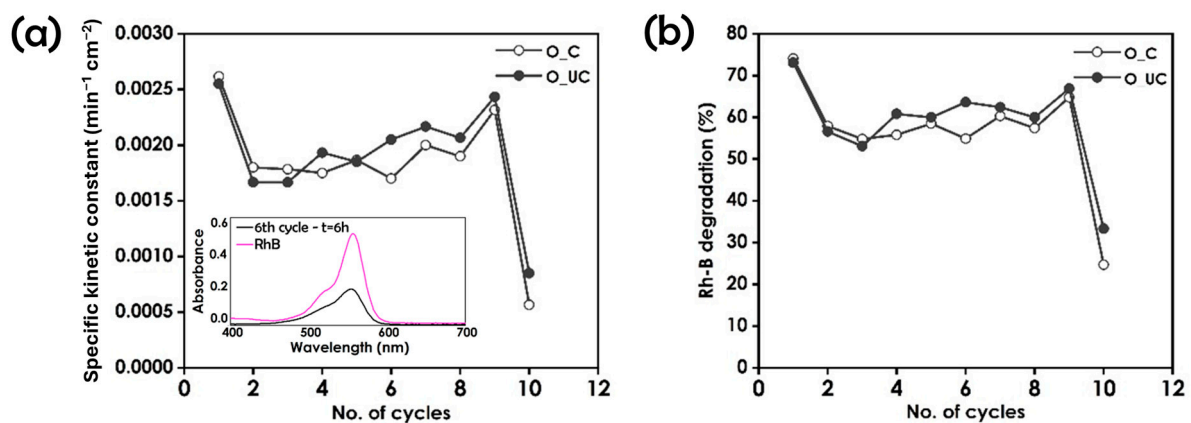 (a)
Specific kinetic constant (min⁻¹ cm⁻²)
0.0030
0.0025
0.0020
0.0015
0.0010
0.0005
0.0000
O_C
O_UC
Absorbance
0.6
0.4
0.2
0.0
6th cycle - t=6h
RhB
400 500 600 700
Wavelength (nm)
0 2 4 6 8 10 12
No. of cycles
(b)
Rh-B degradation (%)
80
70
60
50
40
30
20
10
0
O_C
O_UC
0 2 4 6 8 10 12
No. of cycles